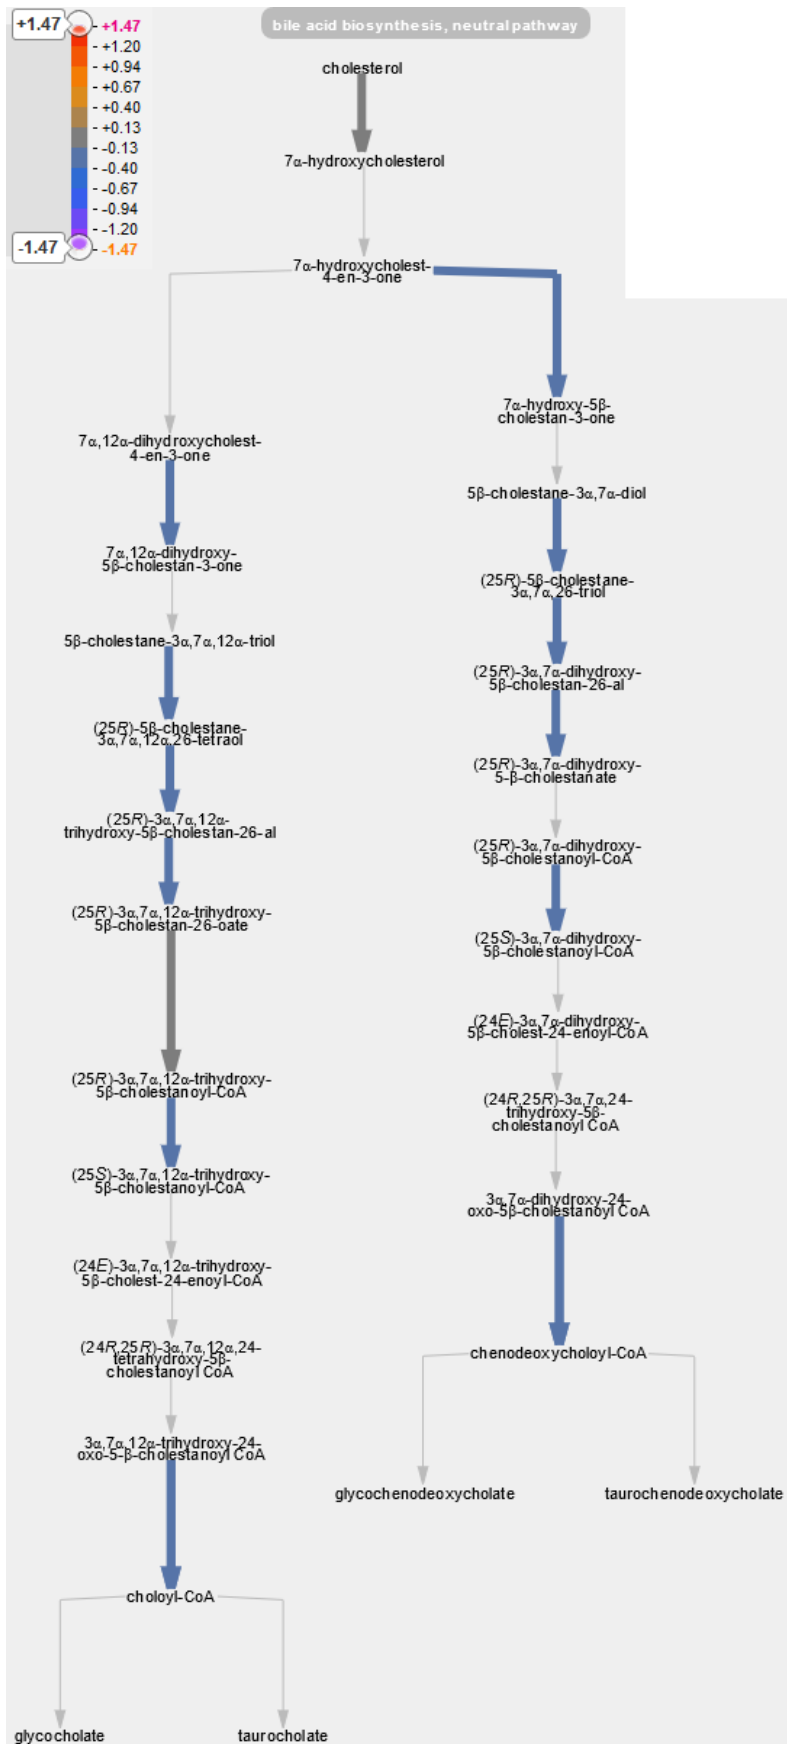 +1.47
- +1.47
- +1.20
- +0.94
- +0.67
- +0.40
- +0.13
- -0.13
- -0.40
- -0.67
- -0.94
- -1.20
-1.47
- -1.47
bile acid biosynthesis, neutral pathway
cholesterol
7α-hydroxycholesterol
7α-hydroxycholest-
4-en-3-one
7α,12α-dihydroxycholest-
4-en-3-one
7α,12α-dihydroxy-
5β-cholestan-3-one
5β-cholestane-3α,7α,12α-triol
(25R)-5β-cholestane-
3α,7α,12α,26-tetraol
(25R)-3α,7α,12α-
trihydroxy-5β-cholestan-26-al
(25R)-3α,7α,12α-trihydroxy-
5β-cholestan-26-oate
(25R)-3α,7α,12α-trihydroxy-
5β-cholestanoyl-CoA
(25S)-3α,7α,12α-trihydroxy-
5β-cholestanoyl-CoA
(24E)-3α,7α,12α-trihydroxy-
5β-cholest-24-enoyl-CoA
(24R,25R)-3α,7α,12α,24-
tetrahydroxy-5β-
cholestanoyl CoA
3α,7α,12α-trihydroxy-24-
oxo-5-β-cholestanoyl CoA
choloyl-CoA
glycocholate
taurocholate
7α-hydroxy-5β-
cholestan-3-one
5β-cholestane-3α,7α-diol
(25R)-5β-cholestane-
3α,7α,26-triol
(25R)-3α,7α-dihydroxy-
5β-cholestan-26-al
(25R)-3α,7α-dihydroxy-
5-β-cholestanate
(25R)-3α,7α-dihydroxy-
5β-cholestanoyl-CoA
(25S)-3α,7α-dihydroxy-
5β-cholestanoyl-CoA
(24E)-3α,7α-dihydroxy-
5β-cholest-24-enoyl-CoA
(24R,25R)-3α,7α,24-
trihydroxy-5β-
cholestanoyl CoA
3α,7α-dihydroxy-24-
oxo-5β-cholestanoyl CoA
chenodeoxycholoyl-CoA
glycochenodeoxycholate
taurochenodeoxycholate